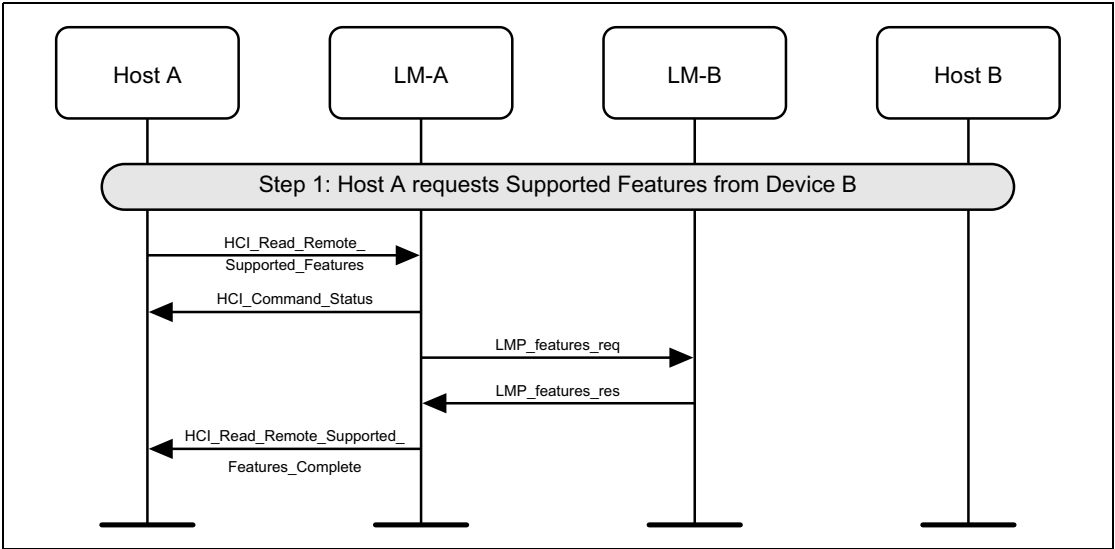 Host A
LM-A
LM-B
Host B
Step 1: Host A requests Supported Features from Device B
HCI_Read_Remote_
Supported_Features
HCI_Command_Status
LMP_features_req
LMP_features_res
HCI_Read_Remote_Supported_
Features_Complete